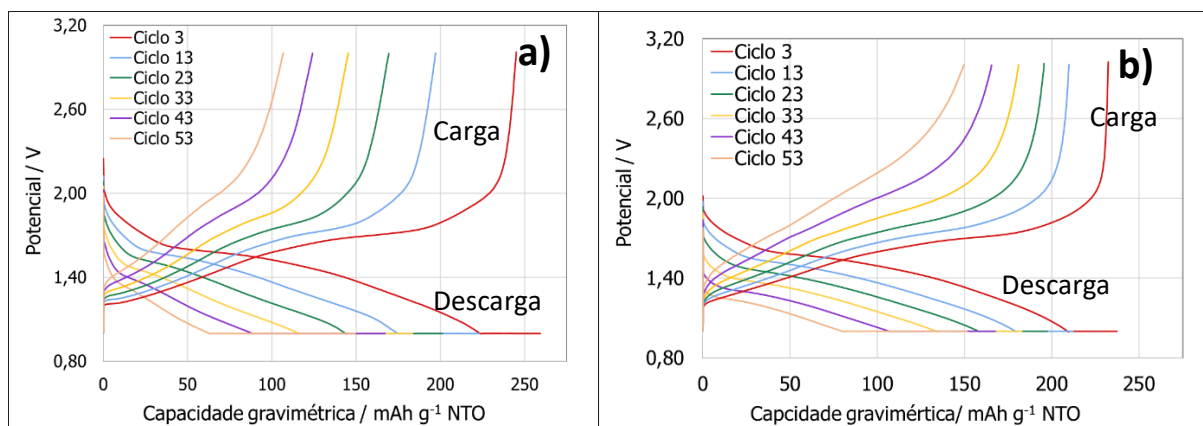 a)
3,20
2,60
2,00
1,40
0,80
Potencial / V
Ciclo 3
Ciclo 13
Ciclo 23
Ciclo 33
Ciclo 43
Ciclo 53
Carga
Descarga
0 50 100 150 200 250
Capacidade gravimétrica / mAh g⁻¹ NTO
b)
3,20
2,60
2,00
1,40
0,80
Potencial / V
Ciclo 3
Ciclo 13
Ciclo 23
Ciclo 33
Ciclo 43
Ciclo 53
Carga
Descarga
0 50 100 150 200 250
Capcidade gravimértica/ mAh g⁻¹ NTO